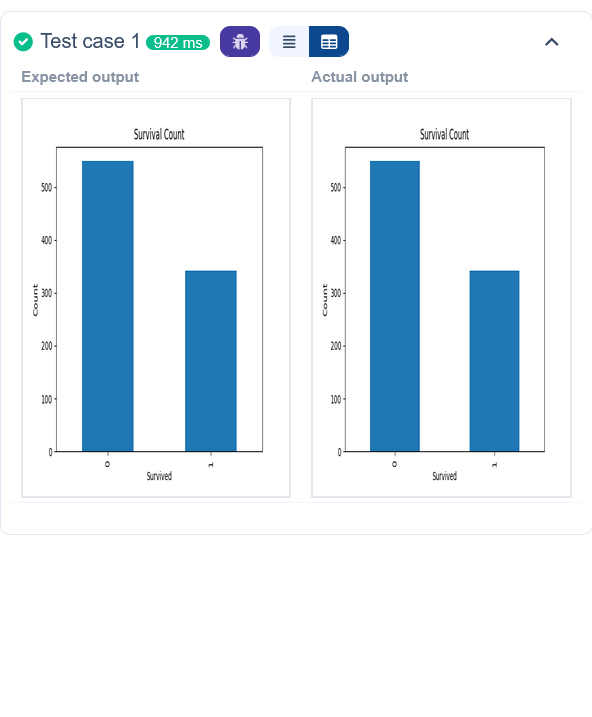 Test case 1 942 ms
Expected output
Actual output
Survival Count
500
400
300
200
100
0
Count
0
1
Survived
Survival Count
500
400
300
200
100
0
Count
0
1
Survived